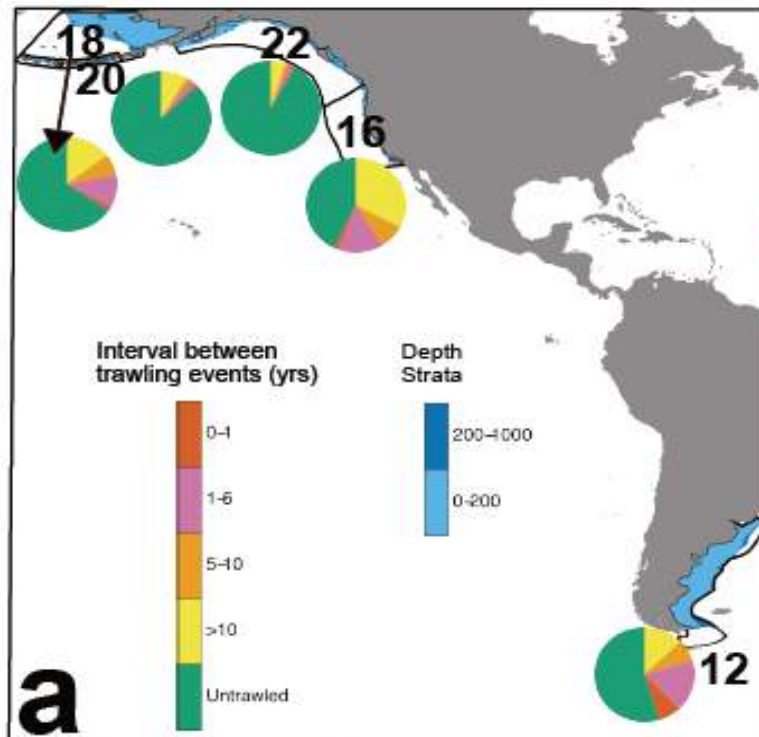 18
20
22
16
Interval between
trawling events (yrs)
0-1
1-5
5-10
>10
Untrawled
Depth
Strata
200-1000
0-200
12
a